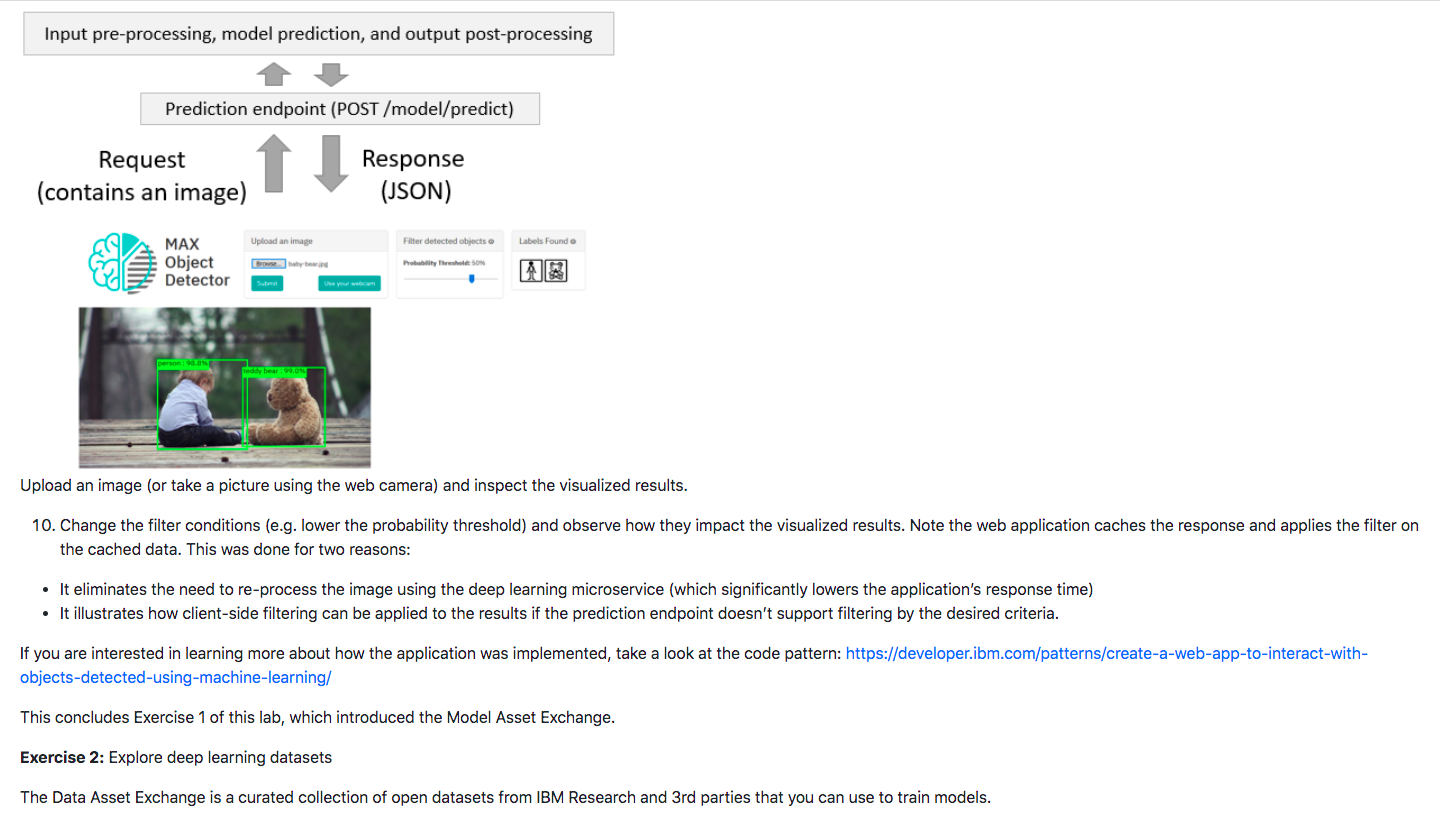 Input pre-processing, model prediction, and output post-processing
Prediction endpoint (POST /model/predict)
Request
(contains an image)
Response
(JSON)
MAX
Object
Detector
Upload an image
Browse... baby-bear.jpg
Submit
Use your webcam
Filter detected objects
Probability Threshold: 50%
Labels Found
person : 98.8%
teddy bear : 99.0%
Upload an image (or take a picture using the web camera) and inspect the visualized results.
10. Change the filter conditions (e.g. lower the probability threshold) and observe how they impact the visualized results. Note the web application caches the response and applies the filter on
the cached data. This was done for two reasons:
• It eliminates the need to re-process the image using the deep learning microservice (which significantly lowers the application’s response time)
• It illustrates how client-side filtering can be applied to the results if the prediction endpoint doesn’t support filtering by the desired criteria.
If you are interested in learning more about how the application was implemented, take a look at the code pattern: https://developer.ibm.com/patterns/create-a-web-app-to-interact-with-
objects-detected-using-machine-learning/
This concludes Exercise 1 of this lab, which introduced the Model Asset Exchange.
Exercise 2: Explore deep learning datasets
The Data Asset Exchange is a curated collection of open datasets from IBM Research and 3rd parties that you can use to train models.